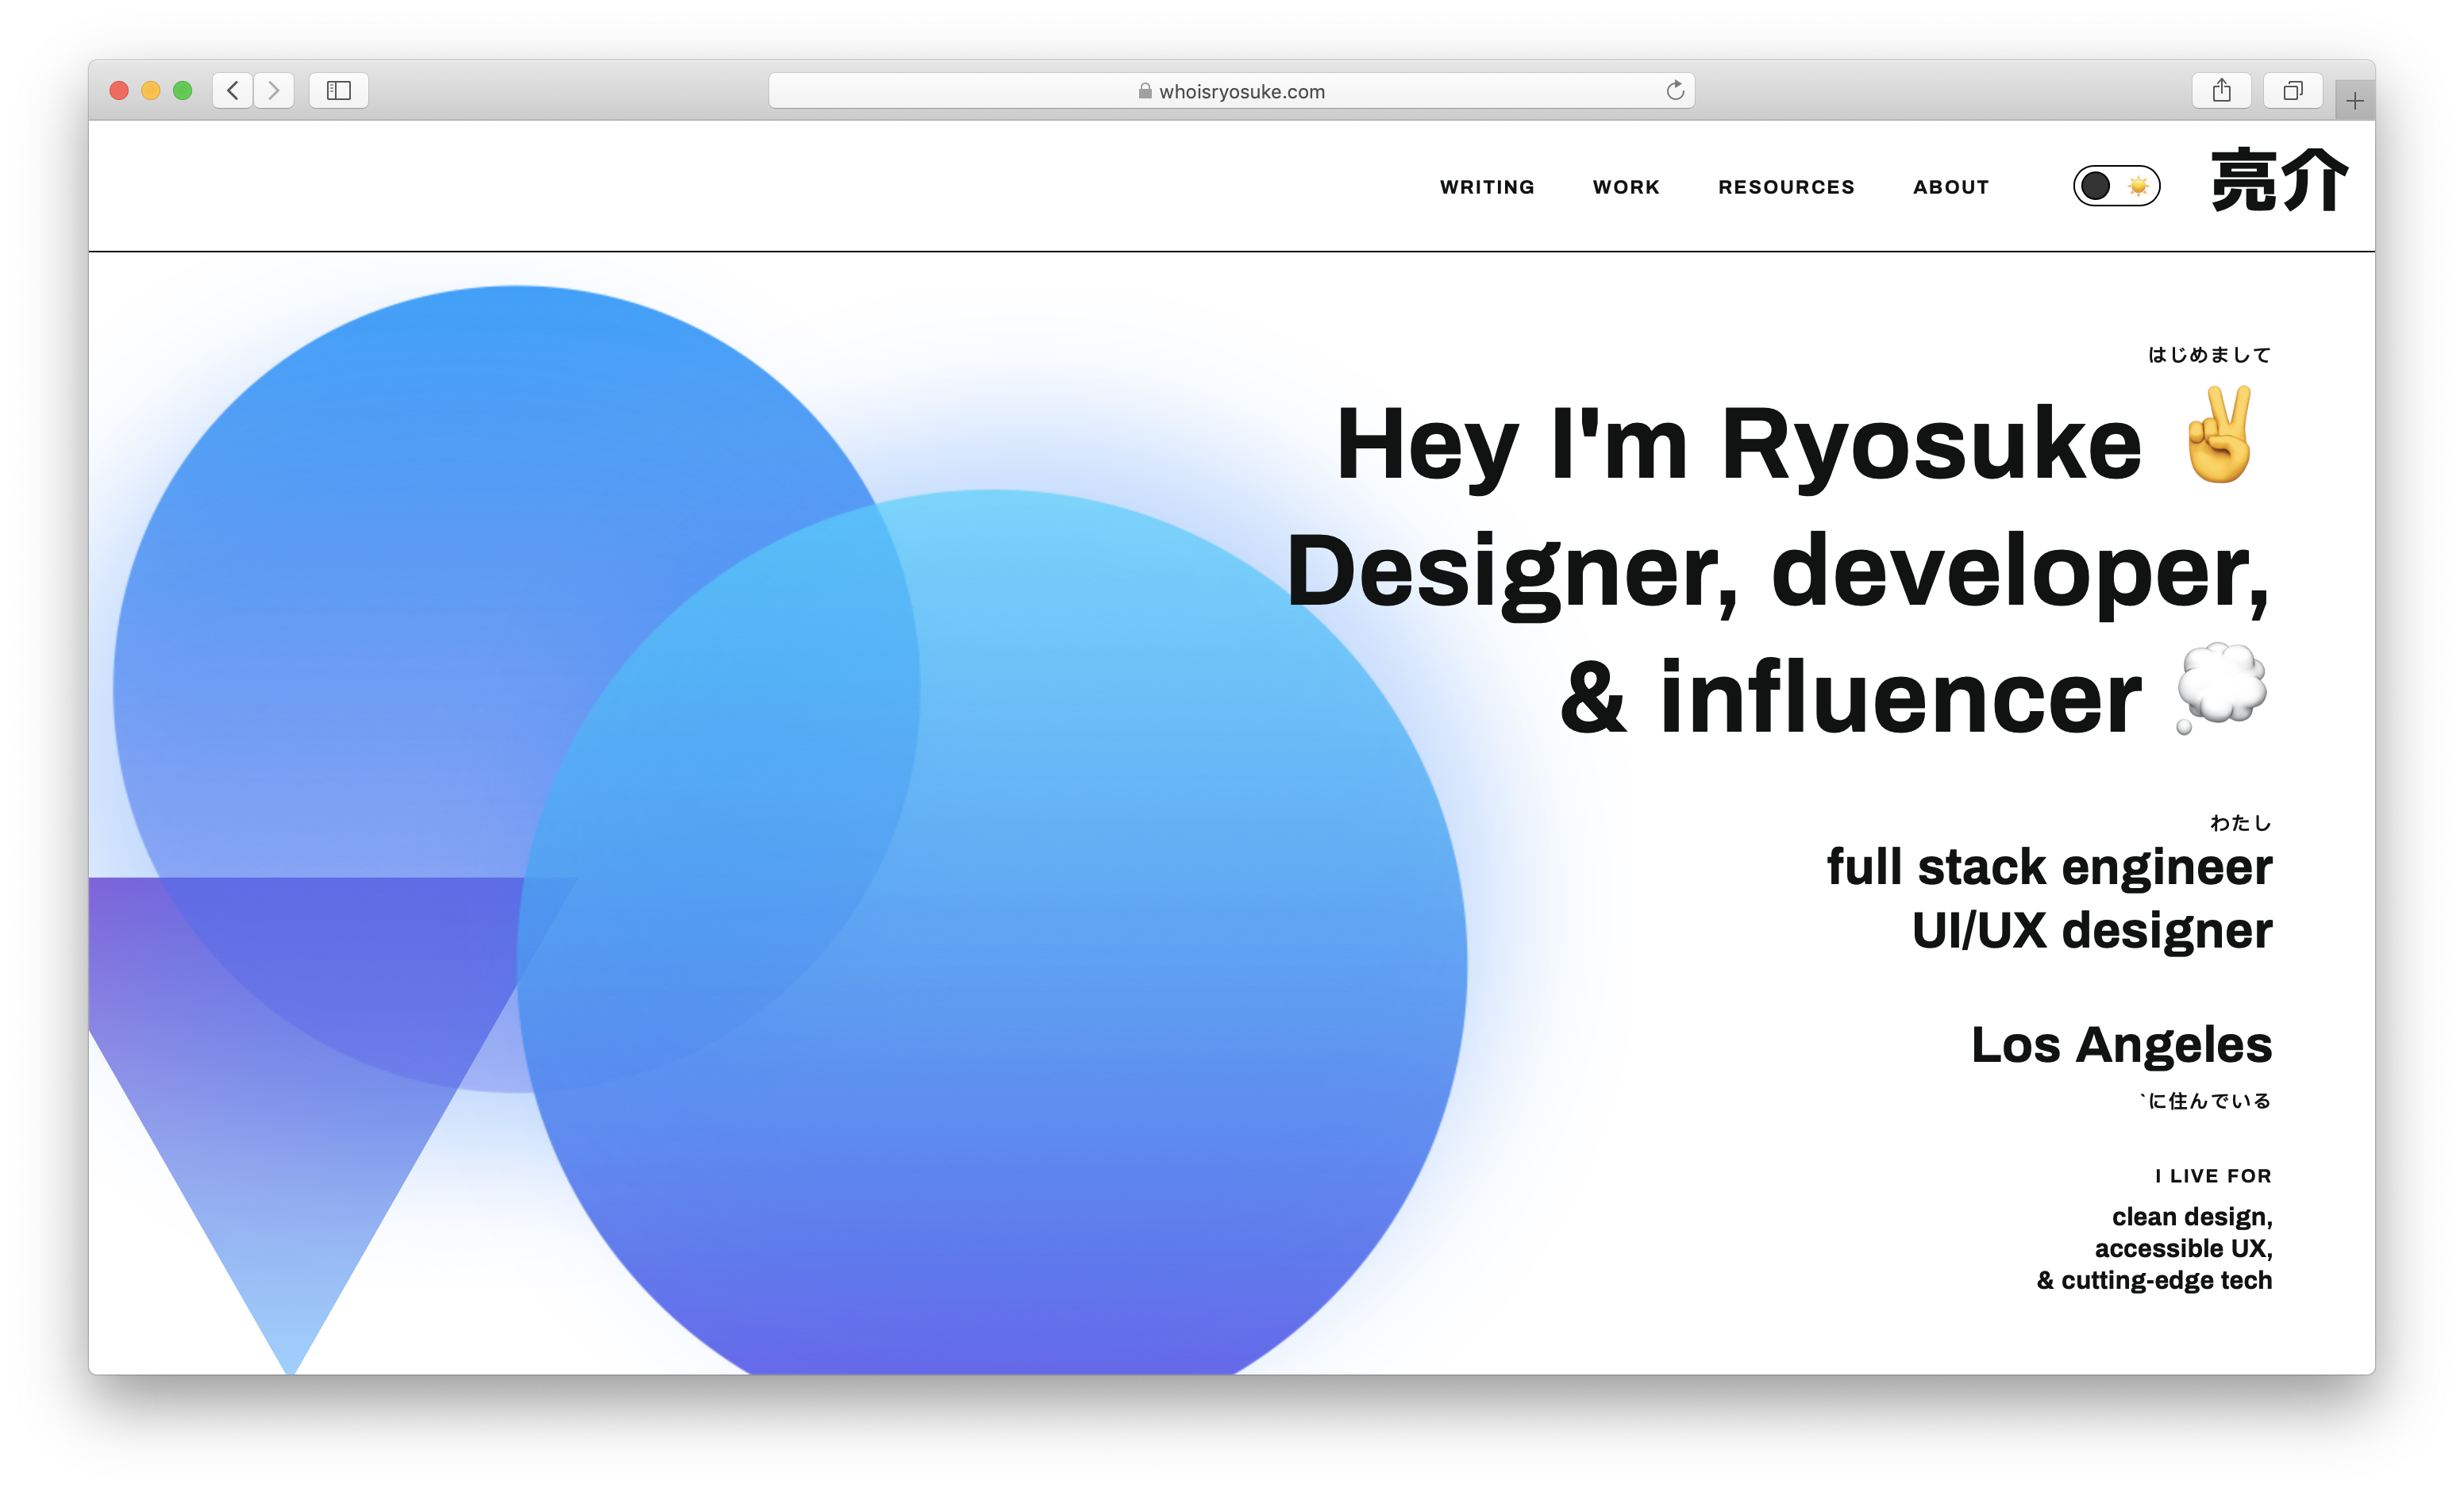 whoisryosuke.com
WRITING WORK RESOURCES ABOUT 亮介
はじめまして
Hey I'm Ryosuke ✌️
Designer, developer,
& influencer 💭
わたし
full stack engineer
UI/UX designer
Los Angeles
`に住んでいる
I LIVE FOR
clean design,
accessible UX,
& cutting-edge tech